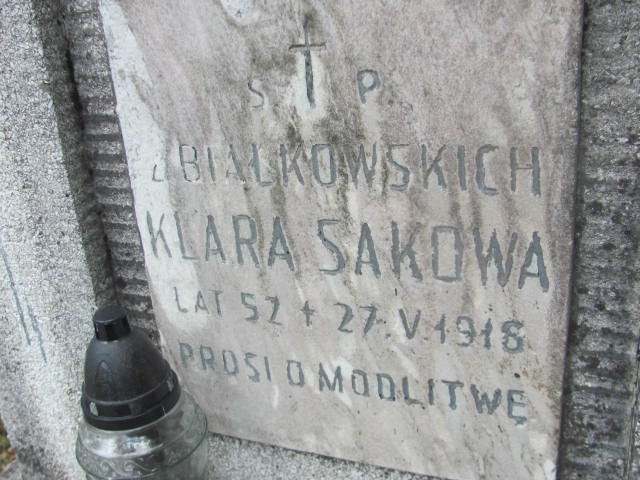 Ś. P.
Z BIAŁKOWSKICH
KLARA SAKOWA
LAT 52 + 27.V 1918
PROSI O MODLITWĘ